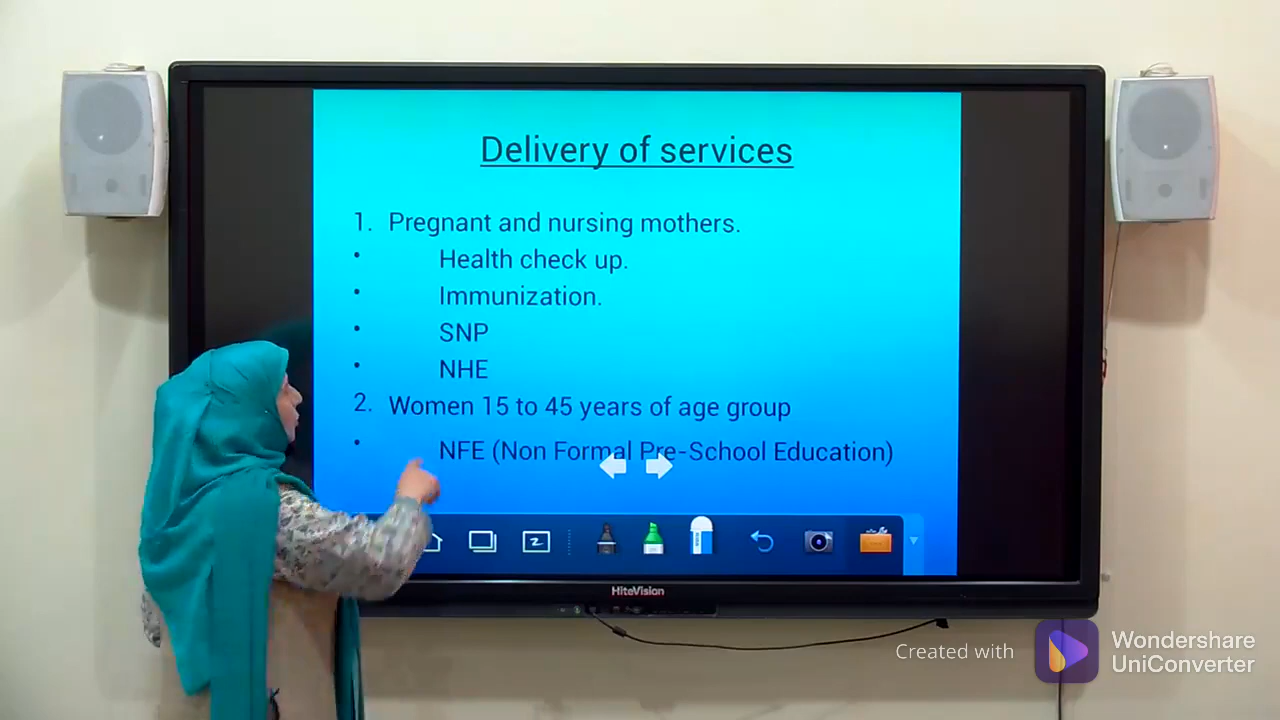 Delivery of services
1. Pregnant and nursing mothers.
• Health check up.
• Immunization.
• SNP
• NHE
2. Women 15 to 45 years of age group
• NFE (Non Formal Pre-School Education)
HiteVision
Created with
Wondershare
UniConverter